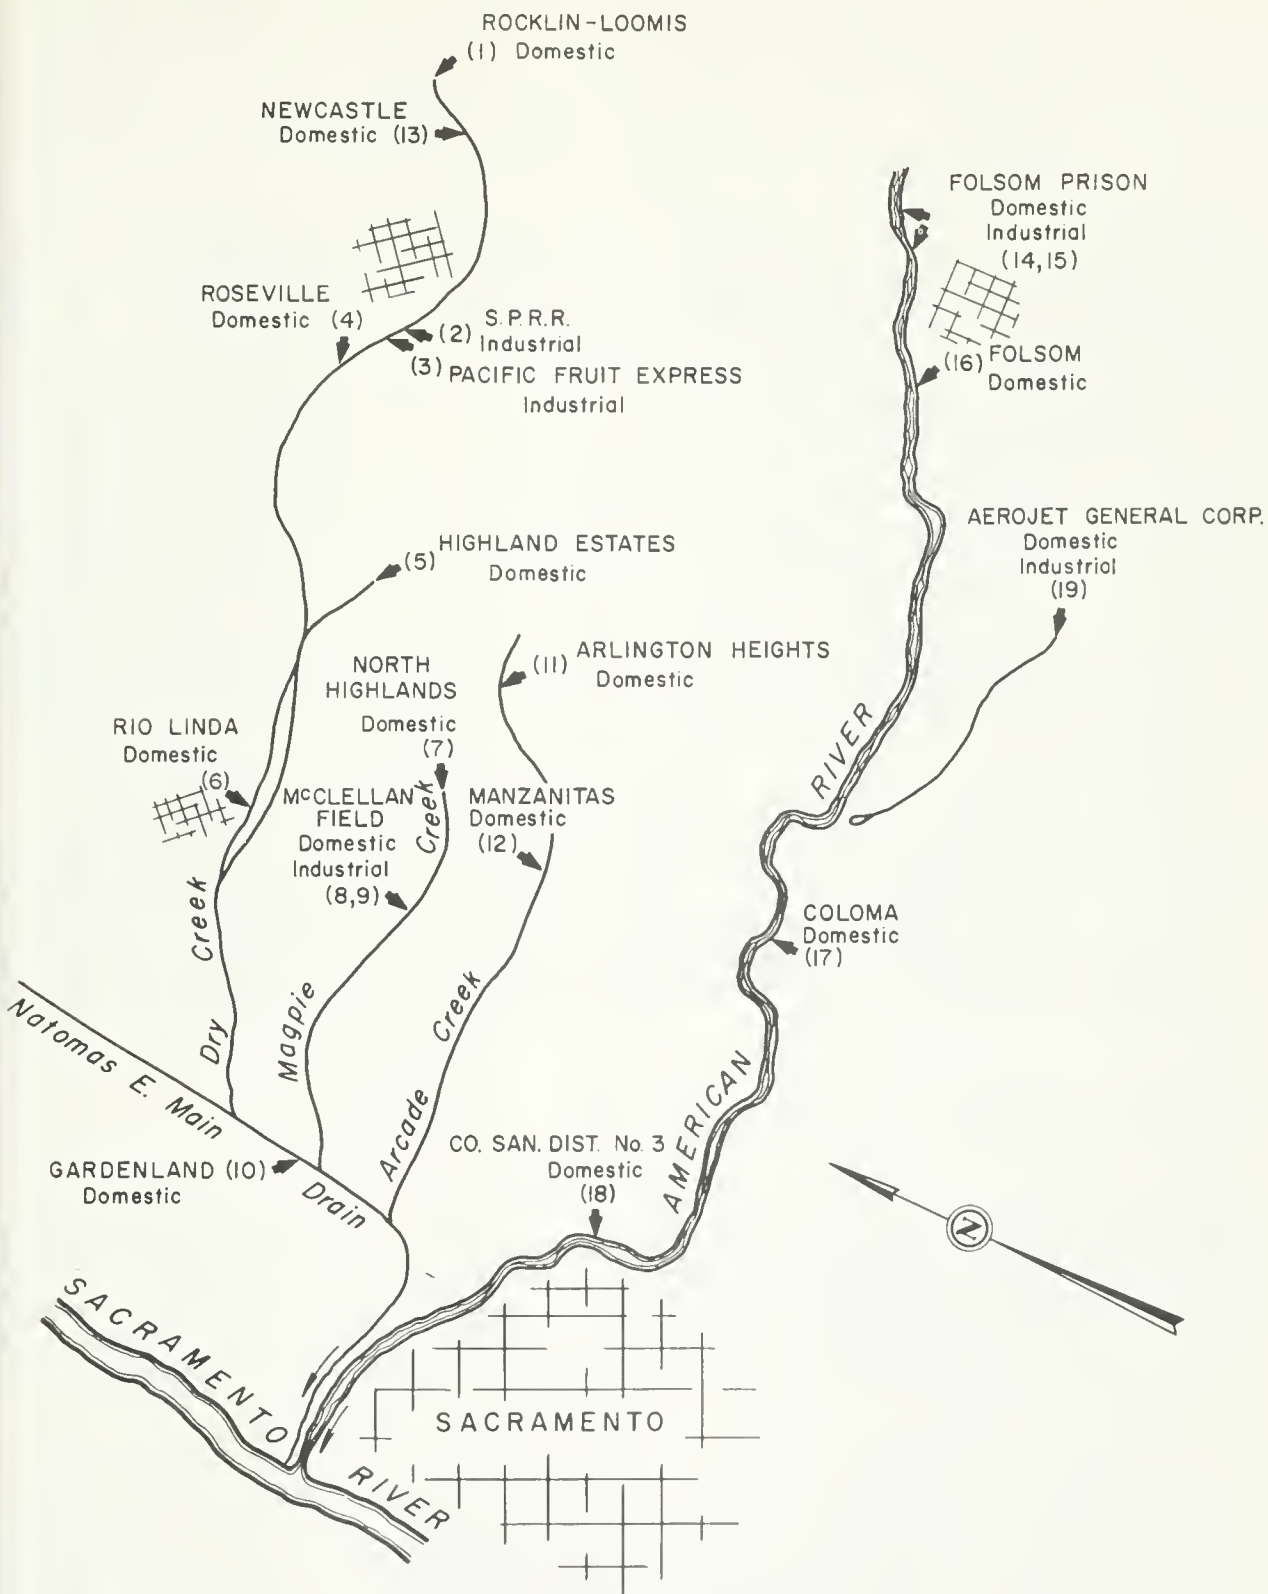 ROCKLIN-LOOMIS
(1) Domestic
NEWCASTLE
Domestic (13)
FOLSOM PRISON
Domestic
Industrial
(14,15)
ROSEVILLE
Domestic (4)
(2) S.P.R.R.
Industrial
(3) PACIFIC FRUIT EXPRESS
Industrial
(16) FOLSOM
Domestic
AEROJET GENERAL CORP.
Domestic
Industrial
(19)
(5) HIGHLAND ESTATES
Domestic
(11) ARLINGTON HEIGHTS
Domestic
NORTH
HIGHLANDS
Domestic
(7)
RIO LINDA
Domestic
(6)
McCLELLAN
FIELD
Domestic
Industrial
(8,9)
MANZANITAS
Domestic
(12)
COLOMA
Domestic
(17)
Dry Creek
Magpie Creek
Arcade Creek
AMERICAN RIVER
Natomas E. Main Drain
GARDENLAND (10)
Domestic
CO. SAN. DIST. No. 3
Domestic
(18)
N
SACRAMENTO RIVER
SACRAMENTO